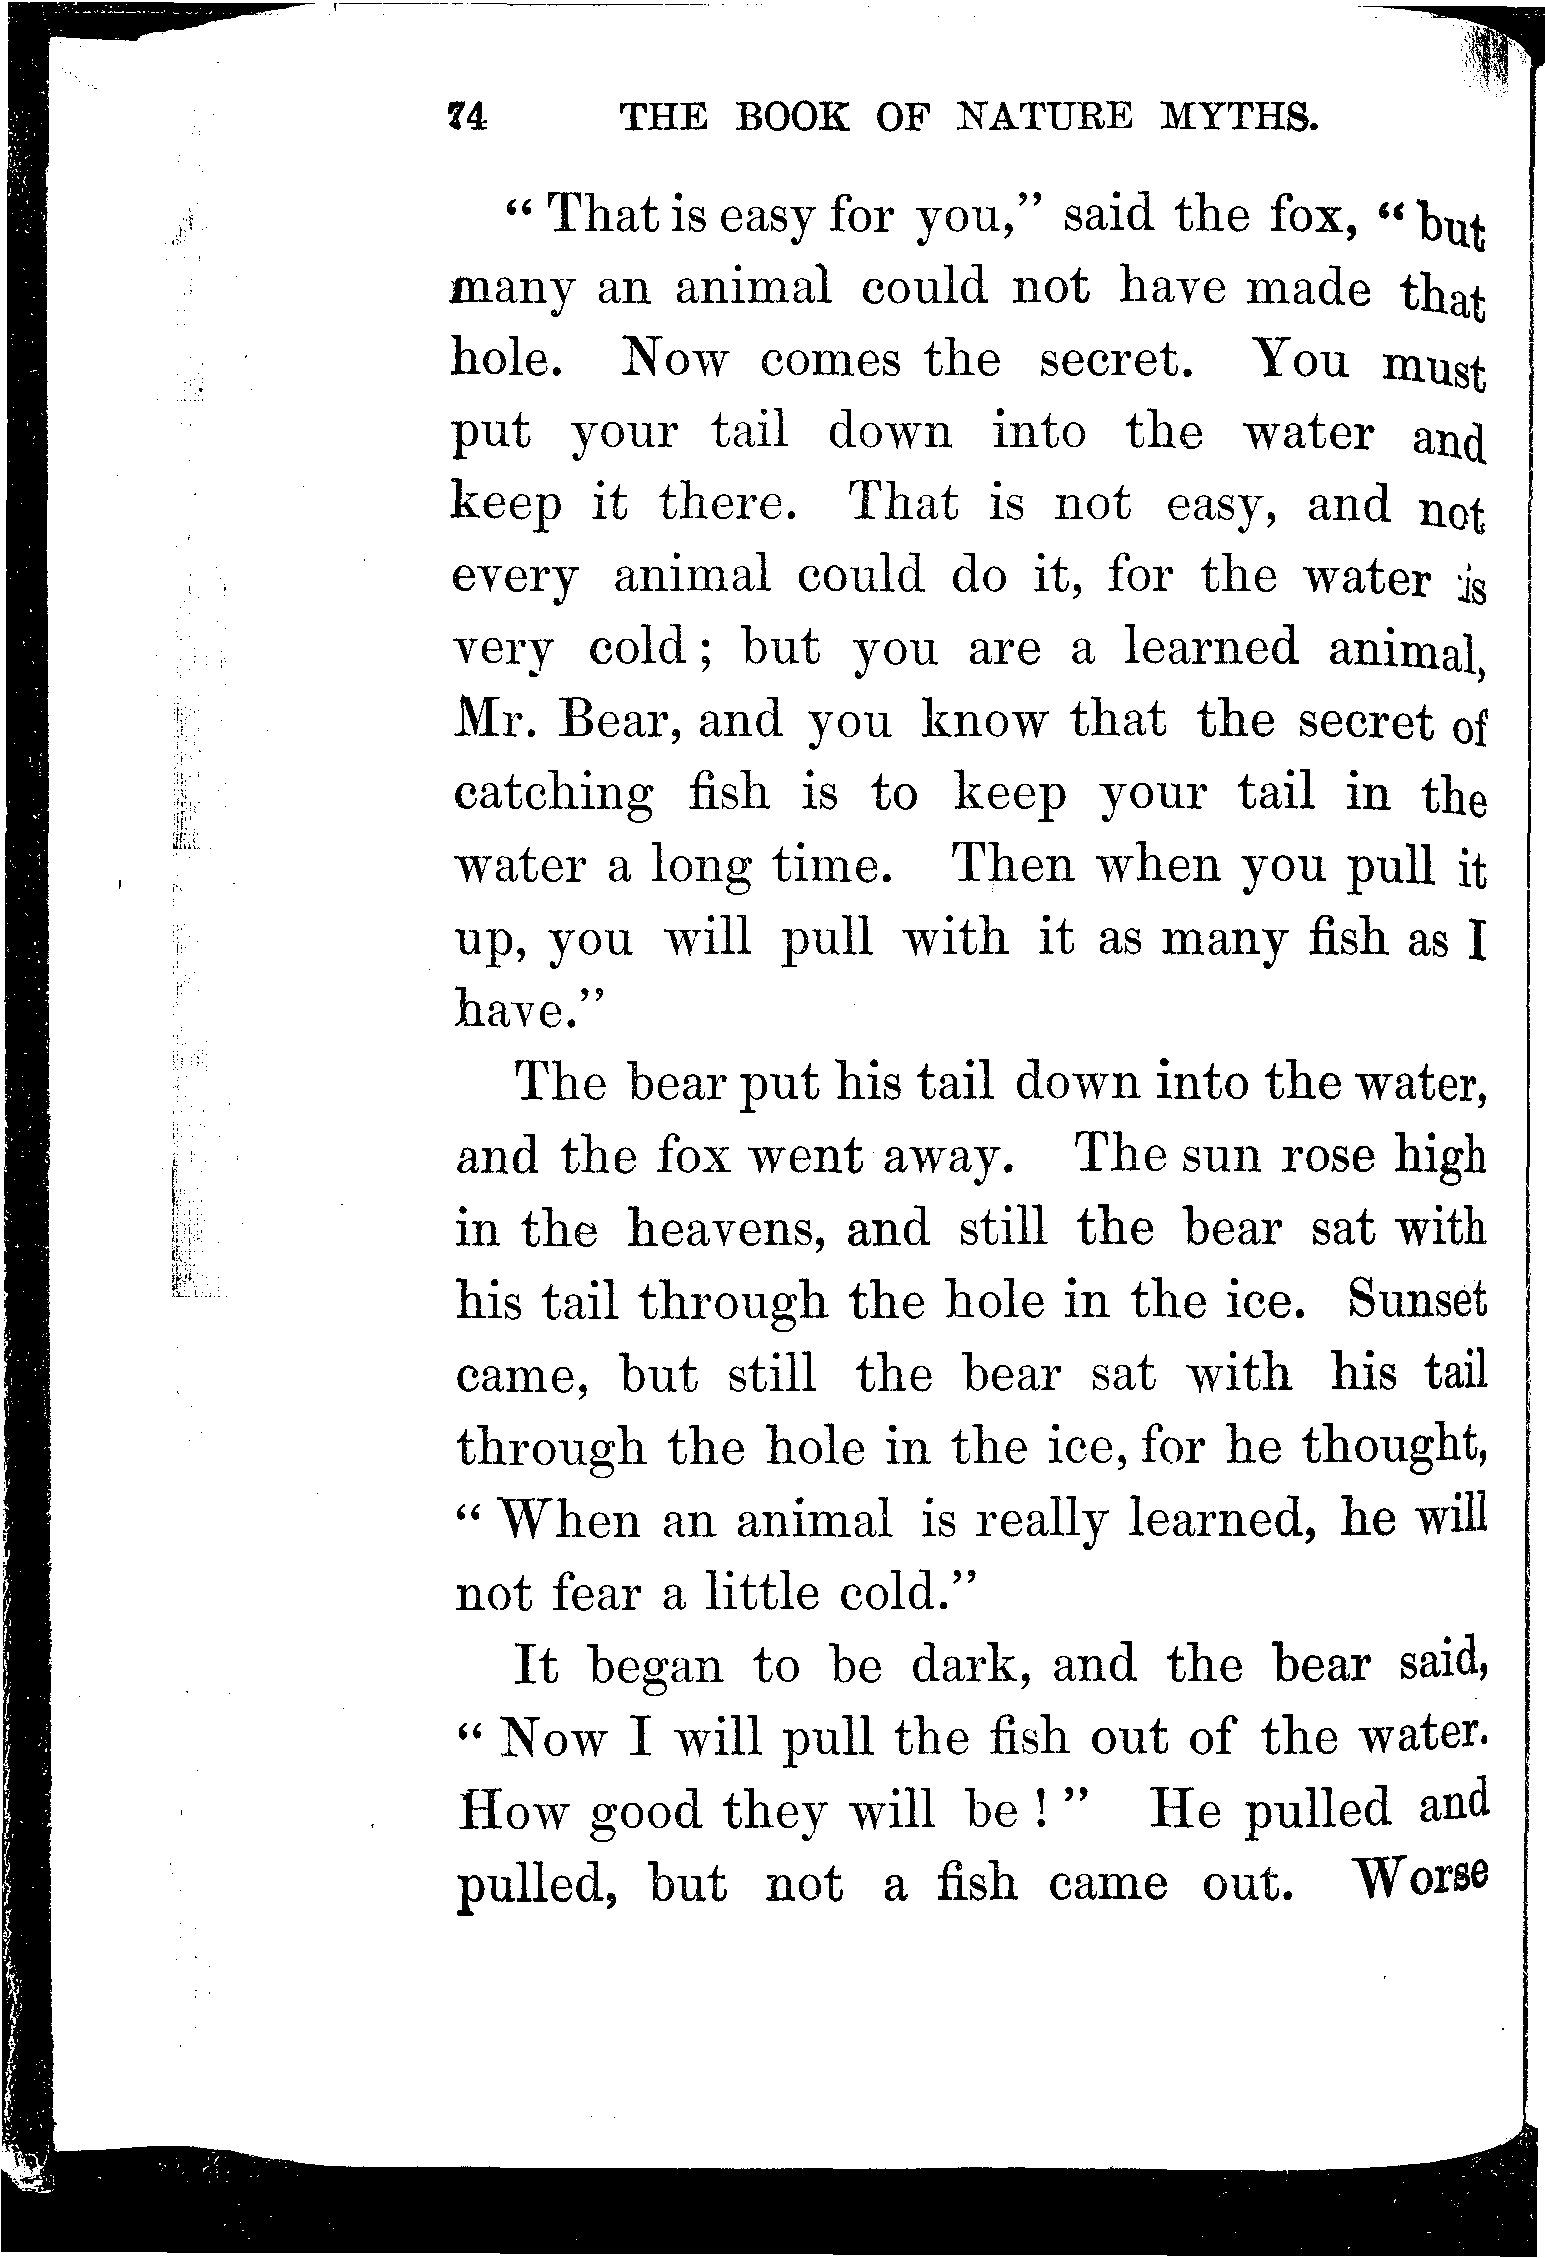 74 THE BOOK OF NATURE MYTHS.
“ That is easy for you,” said the fox, “ but
many an animal could not have made that
hole. Now comes the secret. You must
put your tail down into the water and
keep it there. That is not easy, and not
every animal could do it, for the water is
very cold ; but you are a learned animal,
Mr. Bear, and you know that the secret of
catching fish is to keep your tail in the
water a long time. Then when you pull it
up, you will pull with it as many fish as I
have.”
The bear put his tail down into the water,
and the fox went away. The sun rose high
in the heavens, and still the bear sat with
his tail through the hole in the ice. Sunset
came, but still the bear sat with his tail
through the hole in the ice, for he thought,
“ When an animal is really learned, he will
not fear a little cold.”
It began to be dark, and the bear said,
“ Now I will pull the fish out of the water.
How good they will be ! ” He pulled and
pulled, but not a fish came out. Worse